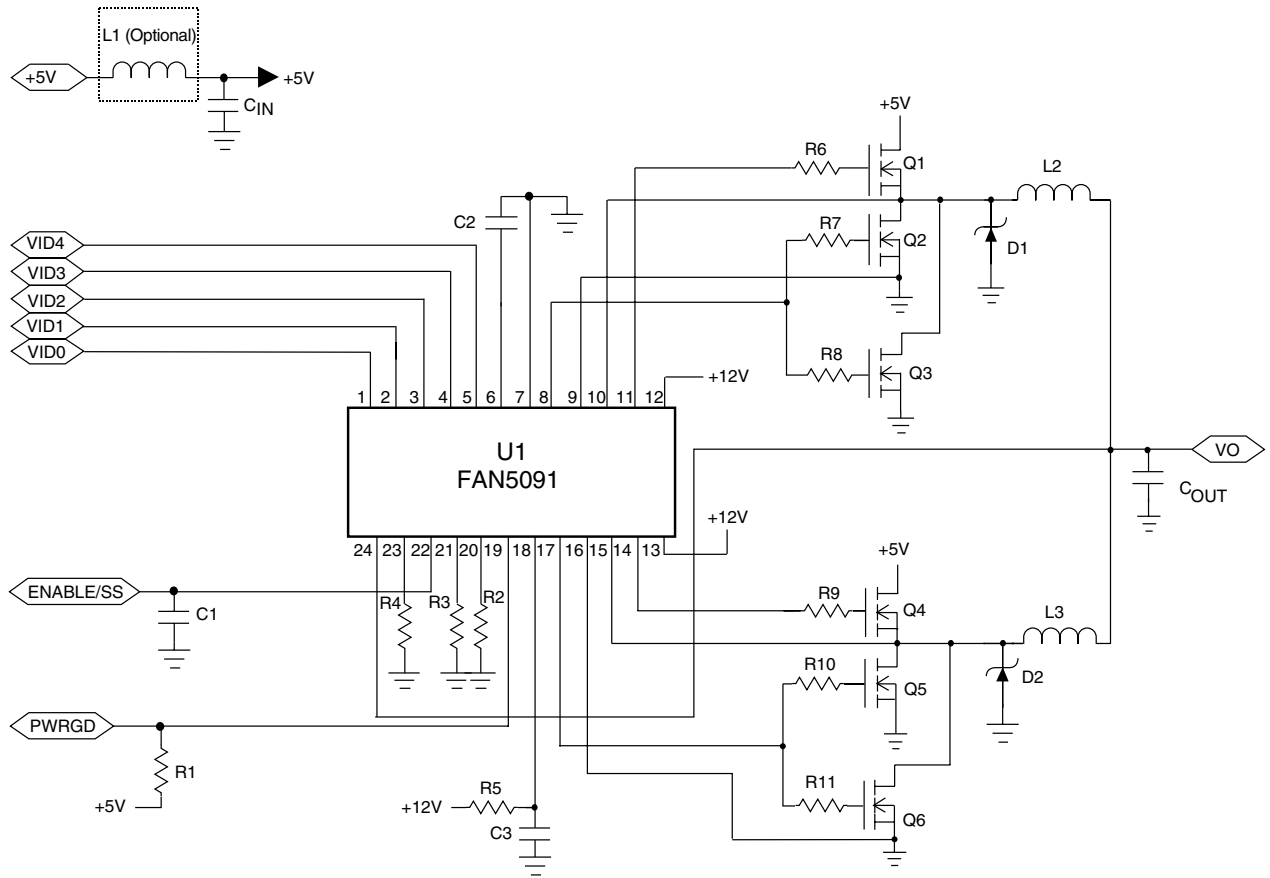 L1 (Optional)
+5V
+5V
CIN
+5V
R6
Q1
L2
C2
R7
Q2
D1
VID4
VID3
VID2
VID1
VID0
R8
Q3
+12V
1 2 3 4 5 6 7 8 9 10 11 12
U1
FAN5091
VO
COUT
+12V
24 23 22 21 20 19 18 17 16 15 14 13
+5V
ENABLE/SS
C1
R4
R3
R2
R9
Q4
L3
R10
Q5
D2
PWRGD
R1
+5V
+12V
R5
C3
R11
Q6